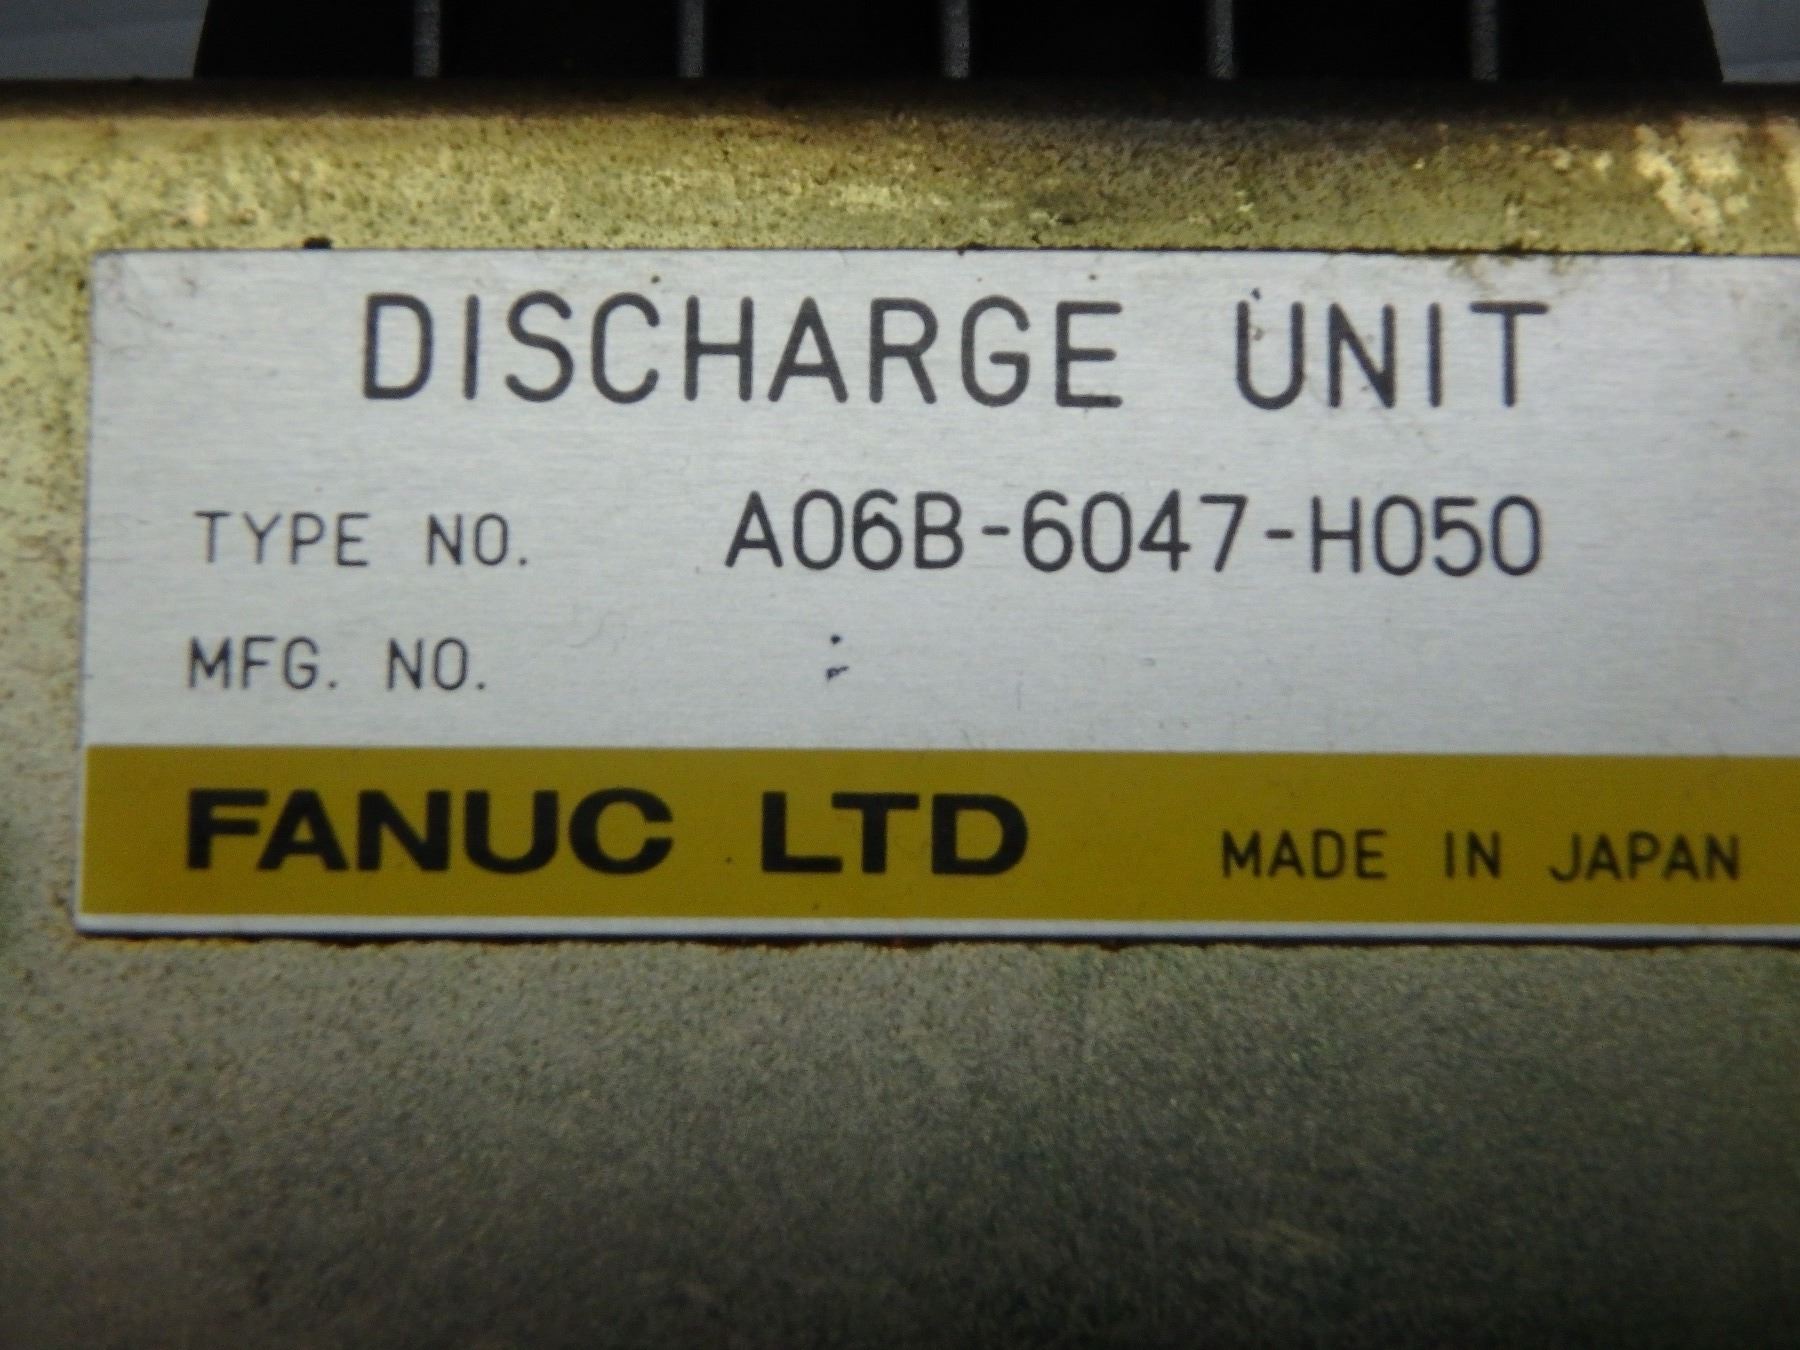 DISCHARGE UNIT
TYPE NO. A06B-6047-H050
MFG. NO.
FANUC LTD MADE IN JAPAN